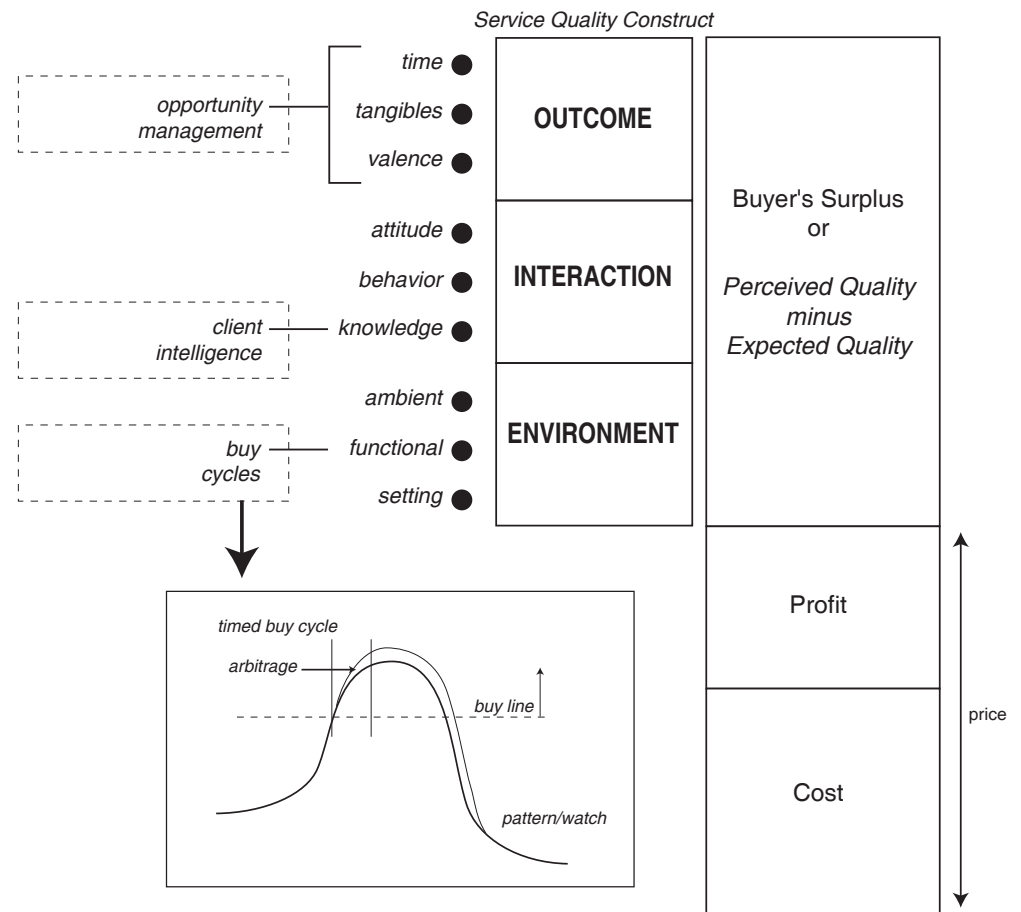 Service Quality Construct
time
tangibles
valence
opportunity
management
OUTCOME
attitude
behavior
knowledge
client
intelligence
INTERACTION
ambient
functional
setting
buy
cycles
ENVIRONMENT
Buyer's Surplus
or
Perceived Quality
minus
Expected Quality
Profit
Cost
price
timed buy cycle
arbitrage
buy line
pattern/watch